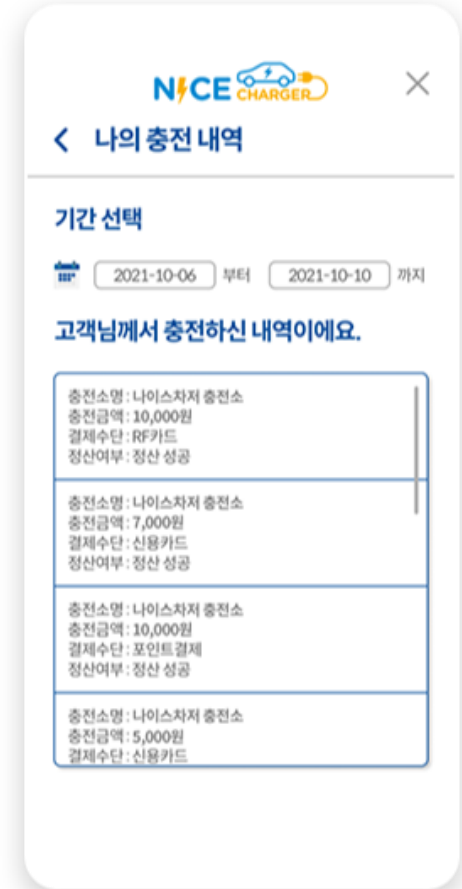 NICE CHARGER
나의 충전 내역
기간 선택
2021-10-06 부터 2021-10-10 까지
고객님께서 충전하신 내역이에요.
충전소명 : 나이스차저 충전소
충전금액 : 10,000원
결제수단 : RF카드
정산여부 : 정산 성공
충전소명 : 나이스차저 충전소
충전금액 : 7,000원
결제수단 : 신용카드
정산여부 : 정산 성공
충전소명 : 나이스차저 충전소
충전금액 : 10,000원
결제수단 : 포인트결제
정산여부 : 정산 성공
충전소명 : 나이스차저 충전소
충전금액 : 5,000원
결제수단 : 신용카드